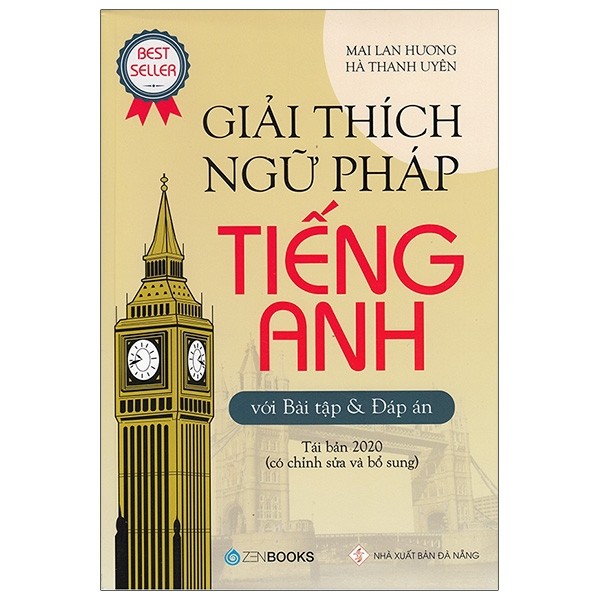 BEST
SELLER
MAI LAN HƯƠNG
HÀ THANH UYÊN
GIẢI THÍCH
NGỮ PHÁP
TIẾNG
ANH
với Bài tập & Đáp án
Tái bản 2020
(có chỉnh sửa và bổ sung)
ZENBOOKS
NHÀ XUẤT BẢN ĐÀ NẴNG